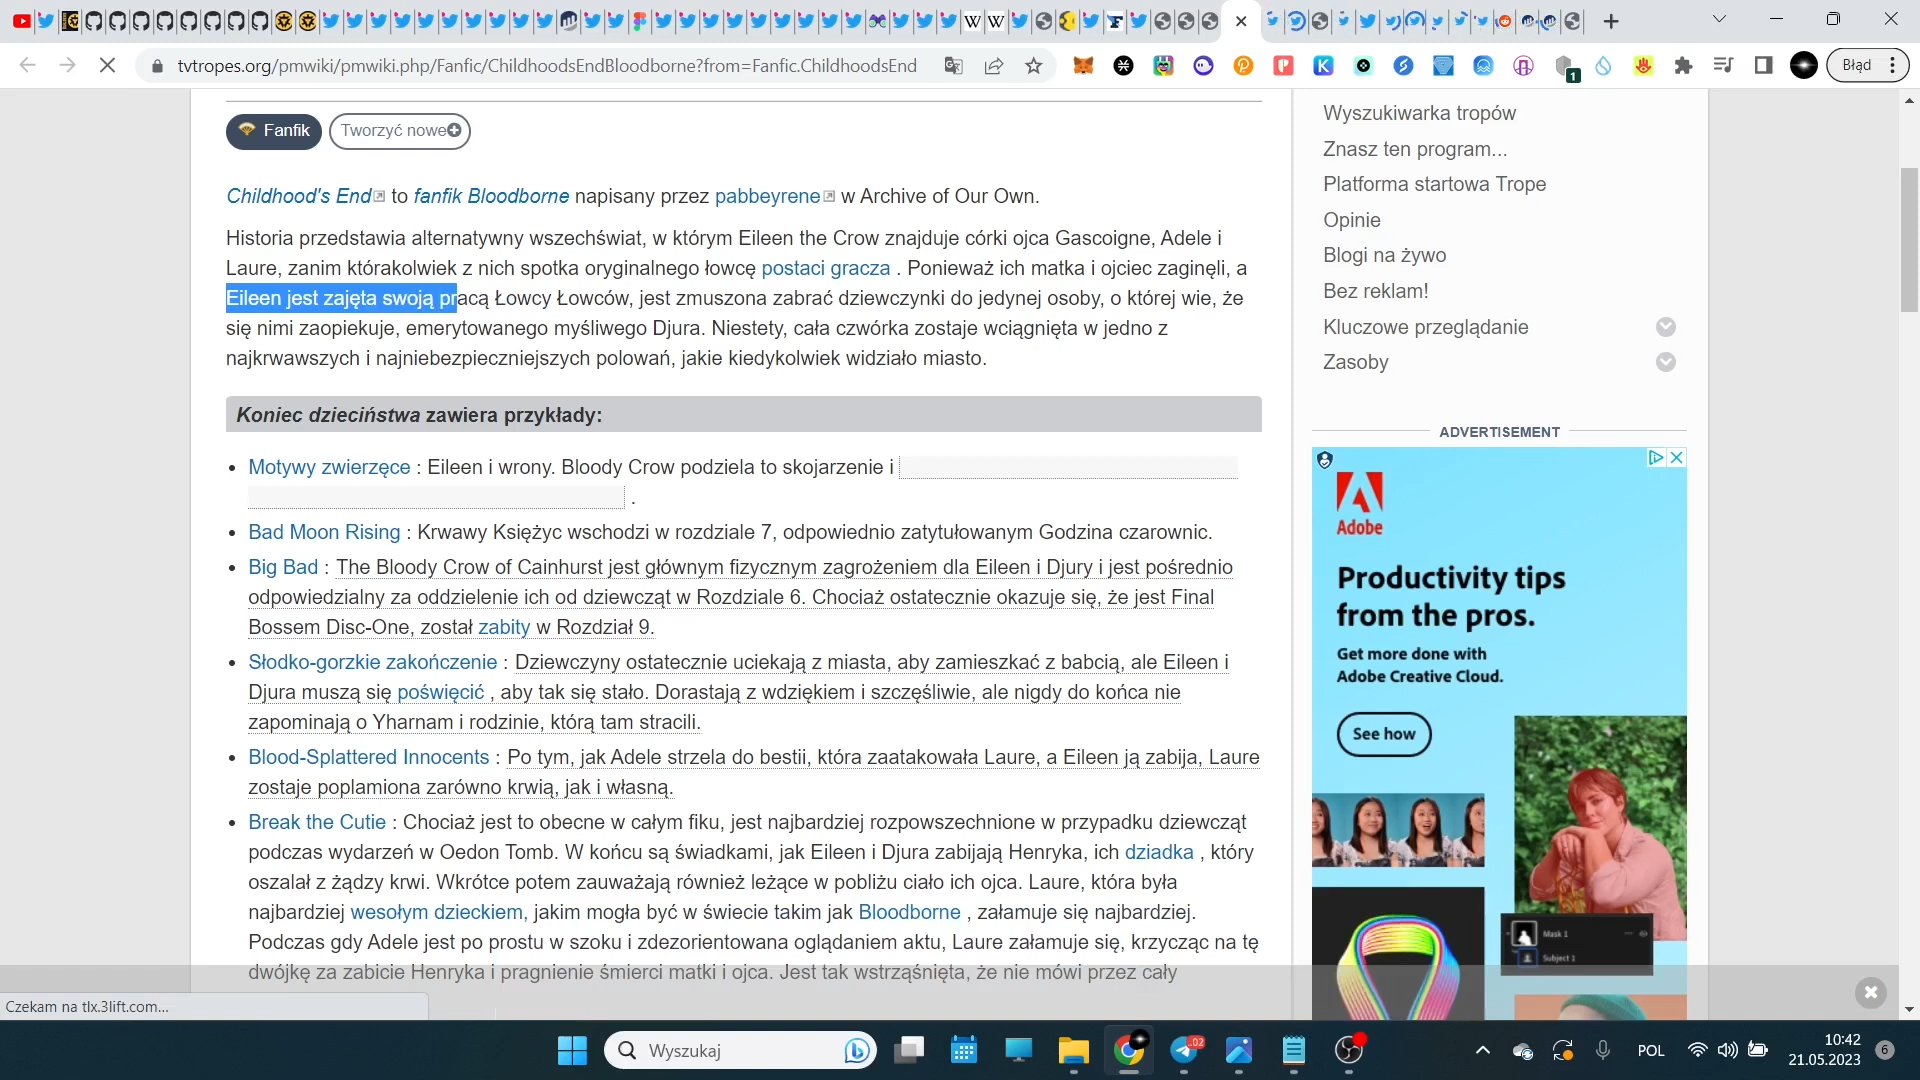 tvtropes.org/pmwiki/pmwiki.php/Fanfic/ChildhoodsEndBloodborne?from=Fanfic.ChildhoodsEnd
1
Błąd
Fanfik
Tworzyć nowe
Childhood's End to fanfik Bloodborne napisany przez pabbeyrene w Archive of Our Own.
Historia przedstawia alternatywny wszechświat, w którym Eileen the Crow znajduje córki ojca Gascoigne, Adele i
Laure, zanim którakolwiek z nich spotka oryginalnego łowcę postaci gracza . Ponieważ ich matka i ojciec zaginęli, a
Eileen jest zajęta swoją pracą Łowcy Łowców, jest zmuszona zabrać dziewczynki do jedynej osoby, o której wie, że
się nimi zaopiekuje, emerytowanego myśliwego Djura. Niestety, cała czwórka zostaje wciągnięta w jedno z
najkrwawszych i najniebezpieczniejszych polowań, jakie kiedykolwiek widziało miasto.
Koniec dzieciństwa zawiera przykłady:
Motywy zwierzęce : Eileen i wrony. Bloody Crow podziela to skojarzenie i
.
Bad Moon Rising : Krwawy Księżyc wschodzi w rozdziale 7, odpowiednio zatytułowanym Godzina czarownic.
Big Bad : The Bloody Crow of Cainhurst jest głównym fizycznym zagrożeniem dla Eileen i Djury i jest pośrednio
odpowiedzialny za oddzielenie ich od dziewcząt w Rozdziale 6. Chociaż ostatecznie okazuje się, że jest Final
Bossem Disc-One, został zabity w Rozdział 9.
Słodko-gorzkie zakończenie : Dziewczyny ostatecznie uciekają z miasta, aby zamieszkać z babcią, ale Eileen i
Djura muszą się poświęcić , aby tak się stało. Dorastają z wdziękiem i szczęśliwie, ale nigdy do końca nie
zapominają o Yharnam i rodzinie, którą tam stracili.
Blood-Splattered Innocents : Po tym, jak Adele strzela do bestii, która zaatakowała Laure, a Eileen ją zabija, Laure
zostaje poplamiona zarówno krwią, jak i własną.
Break the Cutie : Chociaż jest to obecne w całym fiku, jest najbardziej rozpowszechnione w przypadku dziewcząt
podczas wydarzeń w Oedon Tomb. W końcu są świadkami, jak Eileen i Djura zabijają Henryka, ich dziadka , który
oszalał z żądzy krwi. Wkrótce potem zauważają również leżące w pobliżu ciało ich ojca. Laure, która była
najbardziej wesołym dzieckiem, jakim mogła być w świecie takim jak Bloodborne , załamuje się najbardziej.
Podczas gdy Adele jest po prostu w szoku i zdezorientowana oglądaniem aktu, Laure załamuje się, krzycząc na tę
dwójkę za zabicie Henryka i pragnienie śmierci matki i ojca. Jest tak wstrząśnięta, że nie mówi przez cały
Wyszukiwarka tropów
Znasz ten program...
Platforma startowa Trope
Opinie
Blogi na żywo
Bez reklam!
Kluczowe przeglądanie
Zasoby
ADVERTISEMENT
Adobe
Productivity tips
from the pros.
Get more done with
Adobe Creative Cloud.
See how
Mask 1
Subject 1
Czekam na tlx.3lift.com...
Wyszukaj
.02
POL
10:42
21.05.2023
6